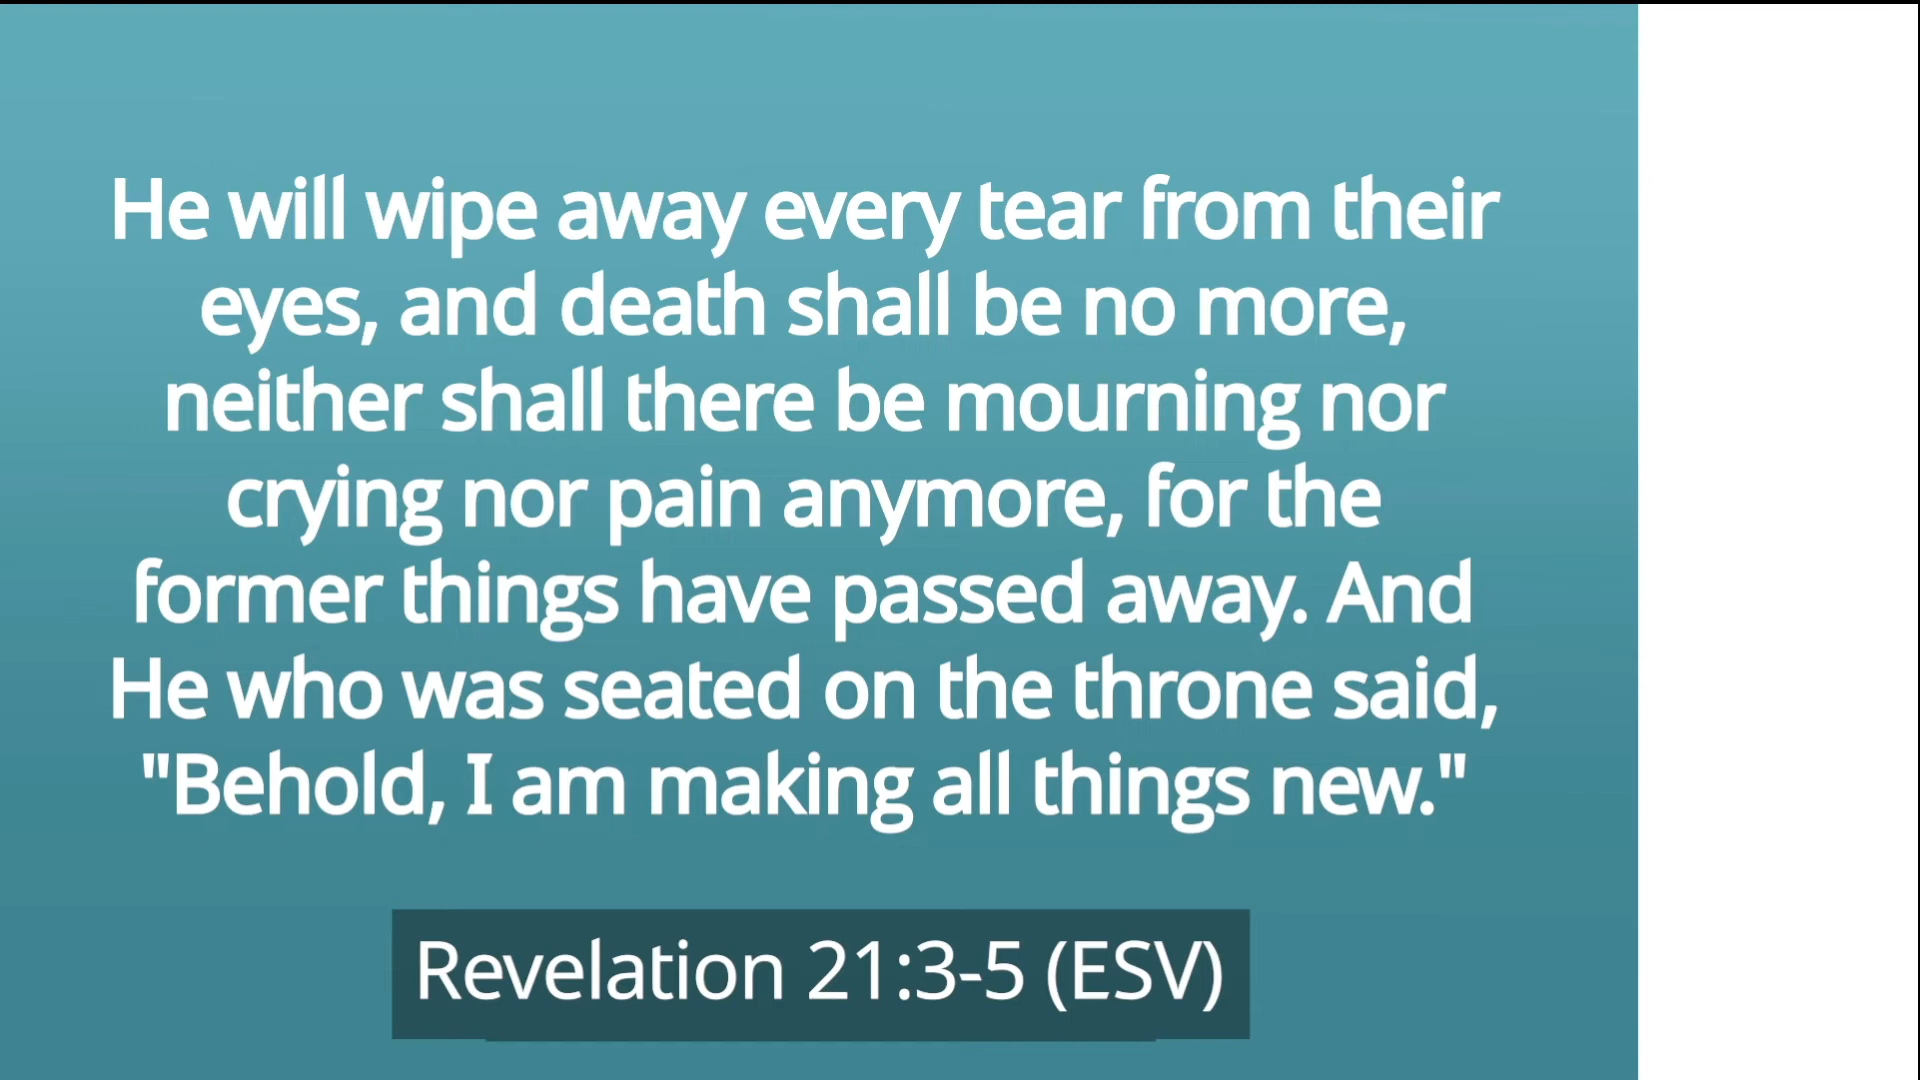 He will wipe away every tear from their
eyes, and death shall be no more,
neither shall there be mourning nor
crying nor pain anymore, for the
former things have passed away. And
He who was seated on the throne said,
"Behold, I am making all things new."
Revelation 21:3-5 (ESV)